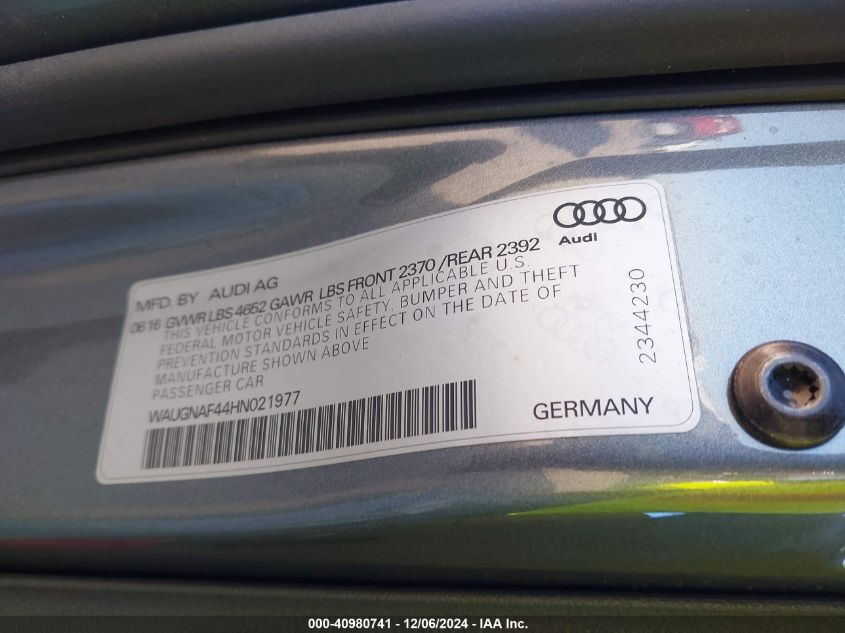 Audi
MFD. BY AUDI AG
0616 GVWR LBS 4652 GAWR LBS FRONT 2370 / REAR 2392
THIS VEHICLE CONFORMS TO ALL APPLICABLE U.S.
FEDERAL MOTOR VEHICLE SAFETY, BUMPER AND THEFT
PREVENTION STANDARDS IN EFFECT ON THE DATE OF
MANUFACTURE SHOWN ABOVE
PASSENGER CAR
WAUGNAF44HN021977
GERMANY
2344230
000-40980741 - 12/06/2024 - IAA Inc.